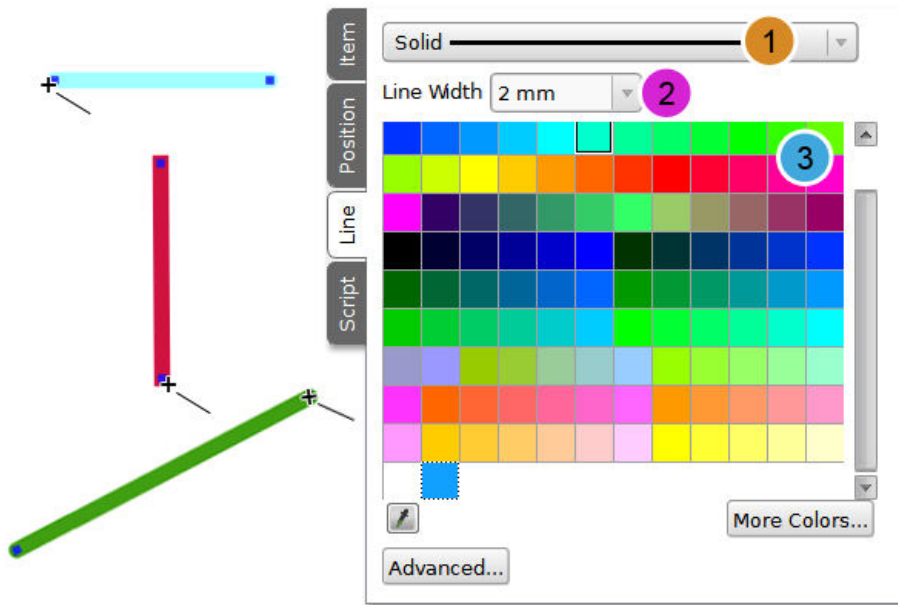 Item
Position
Line
Script
Solid 1
Line Width 2 mm 2
3
More Colors...
Advanced...